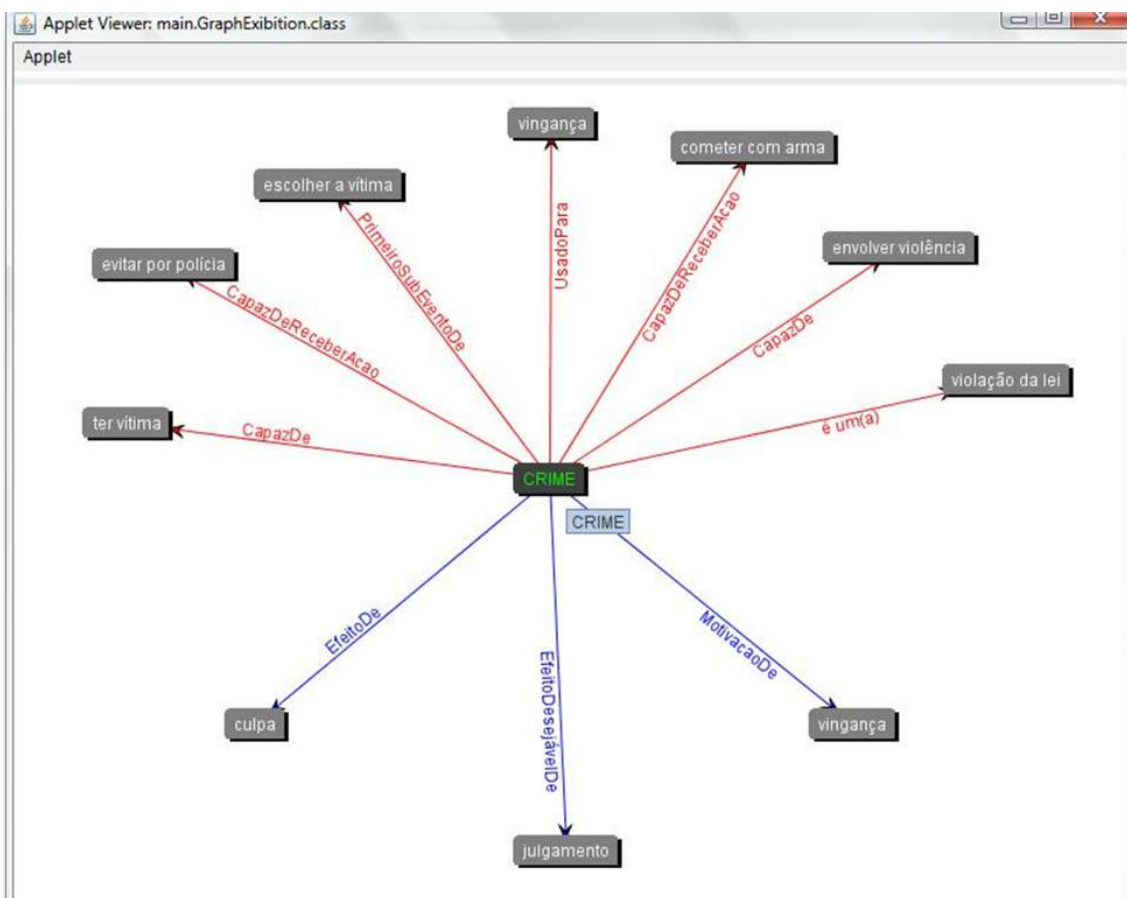 Applet Viewer: main.GraphExibition.class
Applet
vingança
cometer com arma
escolher a vítima
envolver violência
evitar por polícia
PrimeiroSubEventoDe
UsadoPara
CapazDeReceberAcao
CapazDeReceberAcao
CapazDe
violação da lei
ter vítima
CapazDe
é um(a)
CRIME
CRIME
EfeitoDe
EfeitoDesejávelDe
MotivacaoDe
culpa
vingança
julgamento